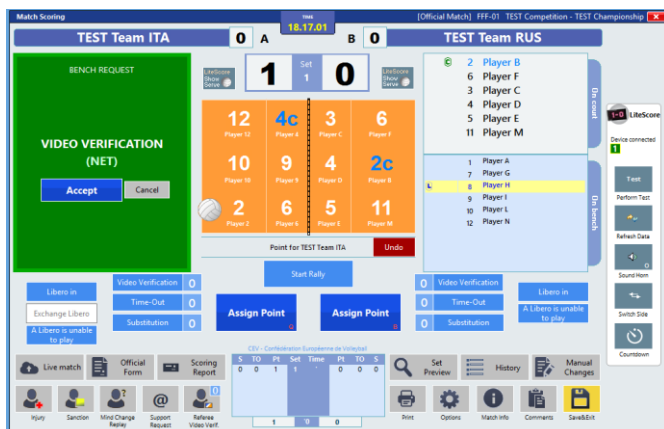 Match Scoring
TIME
18.17.01
[Official Match] FFF-01 TEST Competition - TEST Championship
TEST Team ITA
0 A
B 0
TEST Team RUS
BENCH REQUEST
VIDEO VERIFICATION
(NET)
Accept
Cancel
LiteScore
Show
Serve
1
Set
1
0
LiteScore
Show
Serve
12
Player 12
4c
Player 4
3
Player C
6
Player F
10
Player 10
9
Player 9
4
Player D
2c
Player B
2
Player 2
6
Player 6
5
Player E
11
Player M
Point for TEST Team ITA
Undo
C 2 Player B
6 Player F
3 Player C
4 Player D
5 Player E
11 Player M
On court
1 Player A
7 Player G
L 8 Player H
9 Player I
10 Player L
12 Player N
On bench
1-0 LiteScore
Device connected
1
Test
Perform Test
Refresh Data
0
Sound Horn
Switch Side
Countdown
Libero in
Exchange Libero
A Libero is unable
to play
Video Verification 0
Time-Out 0
Substitution 0
Start Rally
Assign Point
Assign Point
0 Video Verification
0 Time-Out
0 Substitution
Libero in
A Libero is unable
to play
CEV - Confédération Européenne de Volleyball
S TO Pt Set Time Pt TO S
0 0 1 1 ' 0 0 0
1 '0 0
Live match
Official
Form
Scoring
Report
Set
Preview
History
Manual
Changes
Injury
Sanction
Mind Change
Replay
@
Support
Request
0
Referee
Video Verif.
Print
Options
Match Info
Comments
Save&Exit